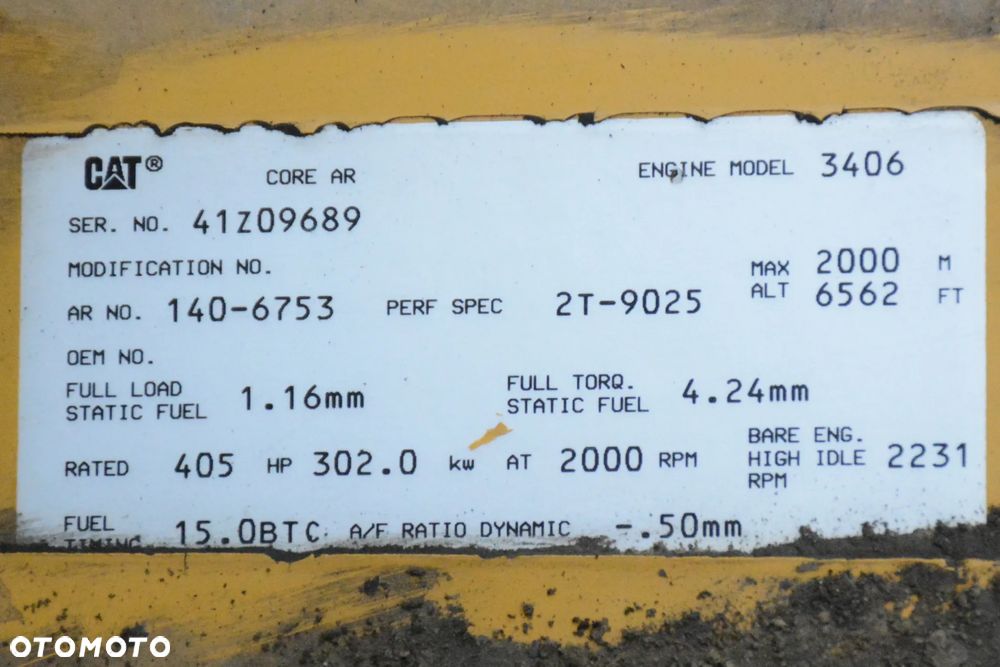 CAT® CORE AR ENGINE MODEL 3406
SER. NO. 41Z09689
MODIFICATION NO.
MAX ALT 2000 M
6562 FT
AR NO. 140-6753 PERF SPEC 2T-9025
OEM NO.
FULL LOAD STATIC FUEL 1.16mm FULL TORQ. STATIC FUEL 4.24mm
RATED 405 HP 302.0 kw AT 2000 RPM BARE ENG. HIGH IDLE RPM 2231
FUEL TIMING 15.0BTC A/F RATIO DYNAMIC -.50mm
OTOMOTO